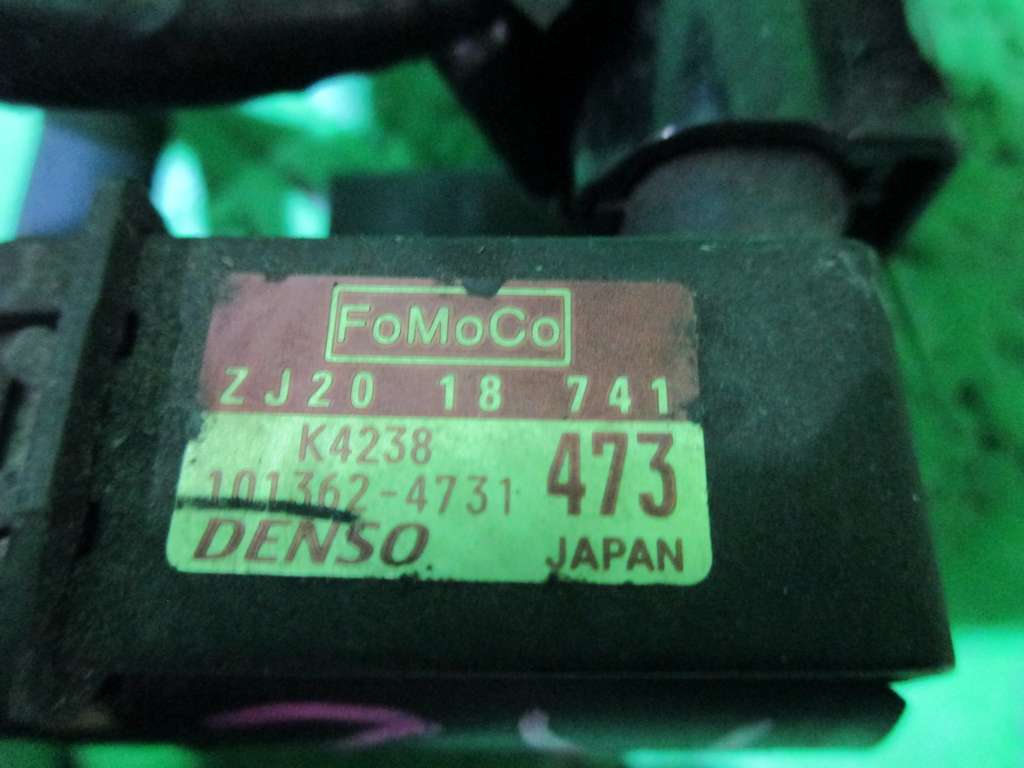 FoMoCo
ZJ20 18 741
K4238 473
101362-4731
DENSO JAPAN